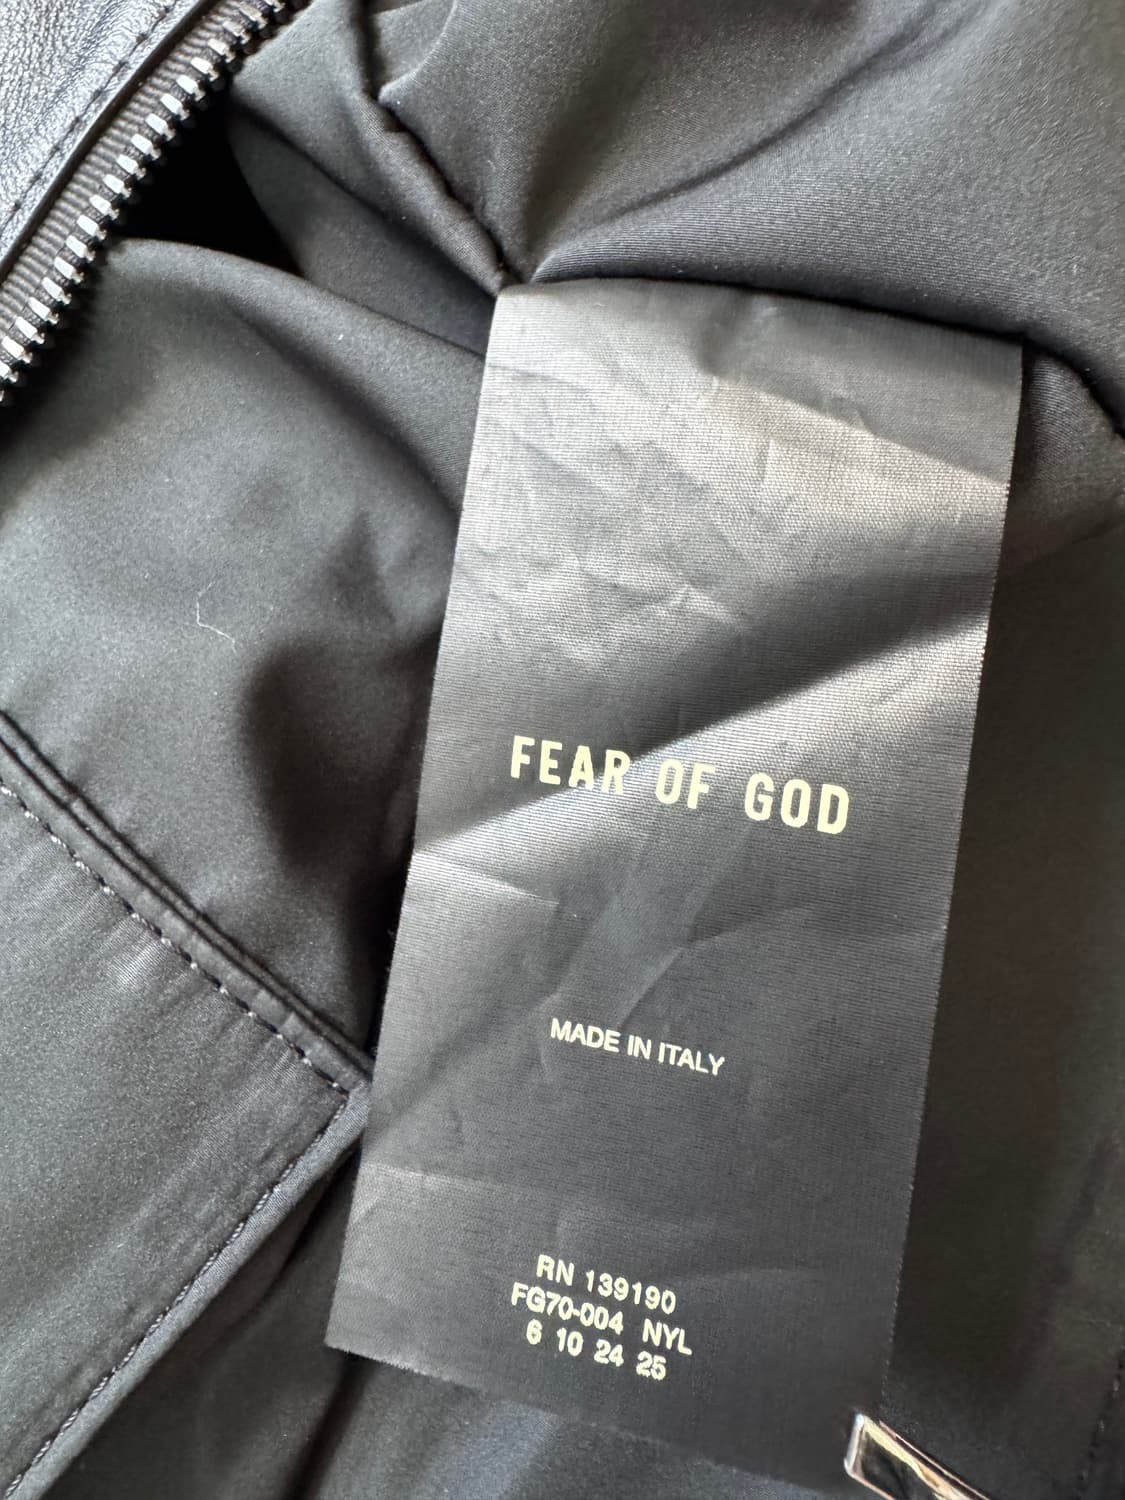 FEAR OF GOD
MADE IN ITALY
RN 139190
FG70-004 NYL
6 10 24 25